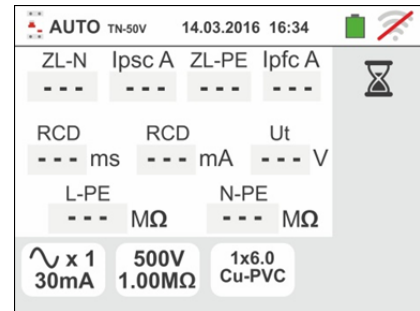 AUTO TN-50V 14.03.2016 16:34
ZL-N Ipsc A ZL-PE Ipfc A
--- --- --- ---
RCD RCD Ut
--- ms --- mA --- V
L-PE N-PE
--- MΩ --- MΩ
x 1 500V 1x6.0
30mA 1.00MΩ Cu-PVC